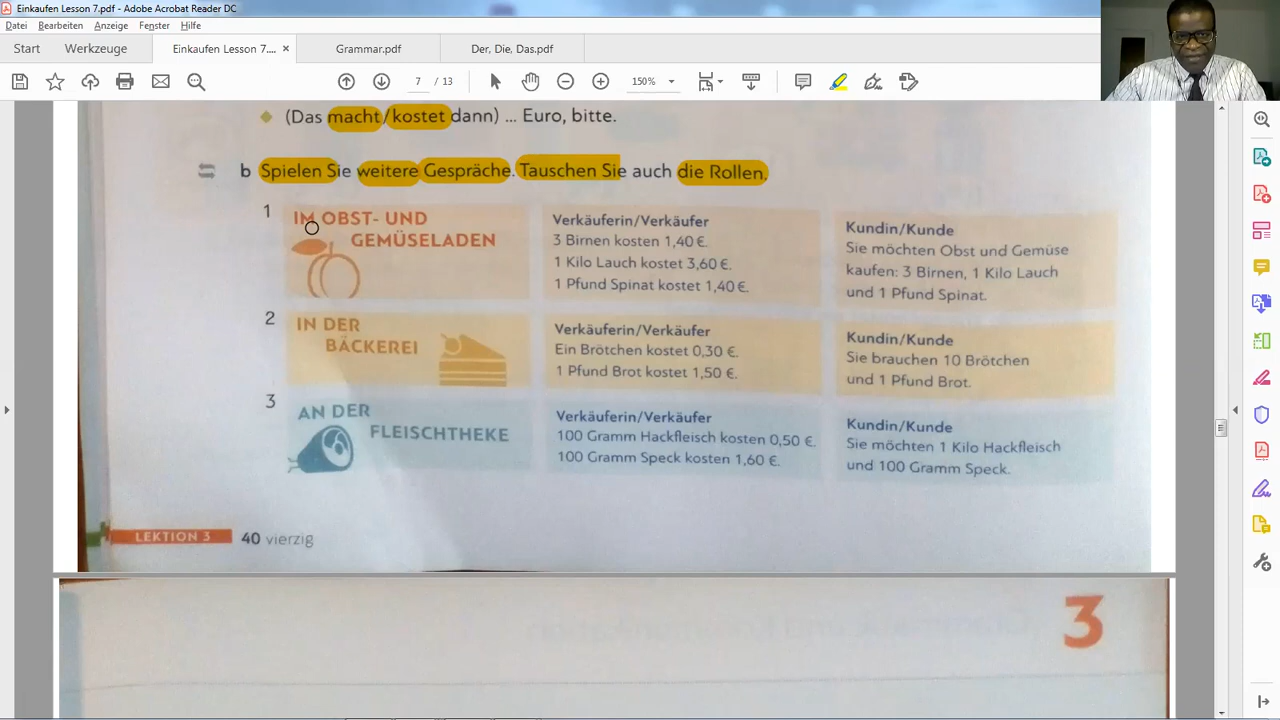 Einkaufen Lesson 7.pdf - Adobe Acrobat Reader DC
Datei Bearbeiten Anzeige Fenster Hilfe
Start Werkzeuge Einkaufen Lesson 7.... × Grammar.pdf Der, Die, Das.pdf
7 / 13 150%
(Das macht/kostet dann) ... Euro, bitte.
b Spielen Sie weitere Gespräche. Tauschen Sie auch die Rollen.
1
IM OBST- UND
GEMÜSELADEN
Verkäuferin/Verkäufer
3 Birnen kosten 1,40 €.
1 Kilo Lauch kostet 3,60 €.
1 Pfund Spinat kostet 1,40 €.
Kundin/Kunde
Sie möchten Obst und Gemüse
kaufen: 3 Birnen, 1 Kilo Lauch
und 1 Pfund Spinat.
2
IN DER
BÄCKEREI
Verkäuferin/Verkäufer
Ein Brötchen kostet 0,30 €.
1 Pfund Brot kostet 1,50 €.
Kundin/Kunde
Sie brauchen 10 Brötchen
und 1 Pfund Brot.
3
AN DER
FLEISCHTHEKE
Verkäuferin/Verkäufer
100 Gramm Hackfleisch kosten 0,50 €.
100 Gramm Speck kosten 1,60 €.
Kundin/Kunde
Sie möchten 1 Kilo Hackfleisch
und 100 Gramm Speck.
LEKTION 3 40 vierzig
3